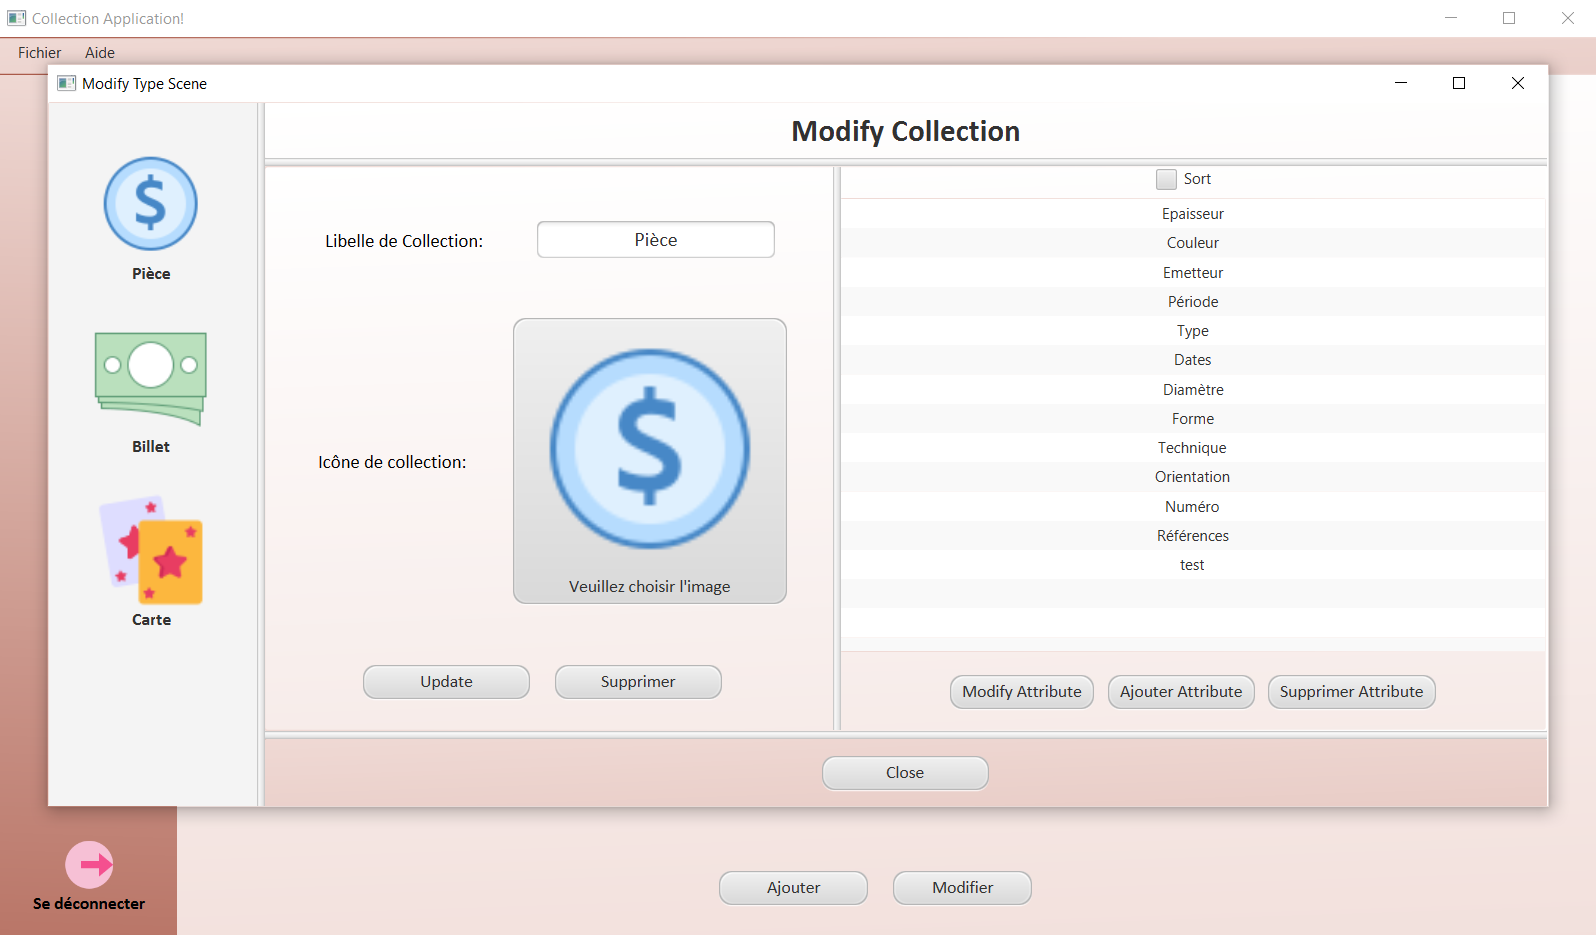 Collection Application!
Fichier Aide
Modify Type Scene
Modify Collection
Pièce
Billet
Carte
Libelle de Collection:
Pièce
Icône de collection:
Veuillez choisir l'image
Update Supprimer
Sort
Epaisseur
Couleur
Emetteur
Période
Type
Dates
Diamètre
Forme
Technique
Orientation
Numéro
Références
test
Modify Attribute Ajouter Attribute Supprimer Attribute
Close
Se déconnecter
Ajouter Modifier